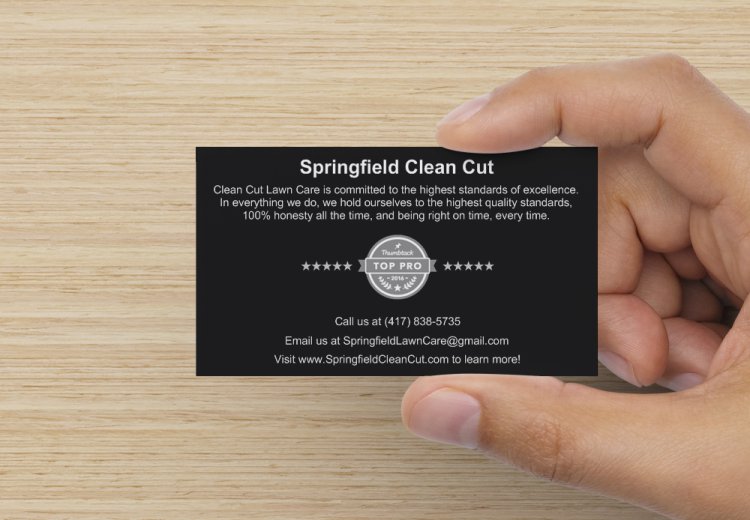 Springfield Clean Cut
Clean Cut Lawn Care is committed to the highest standards of excellence.
In everything we do, we hold ourselves to the highest quality standards,
100% honesty all the time, and being right on time, every time.
Thumbtack
TOP PRO
- 2016 -
Call us at (417) 838-5735
Email us at SpringfieldLawnCare@gmail.com
Visit www.SpringfieldCleanCut.com to learn more!